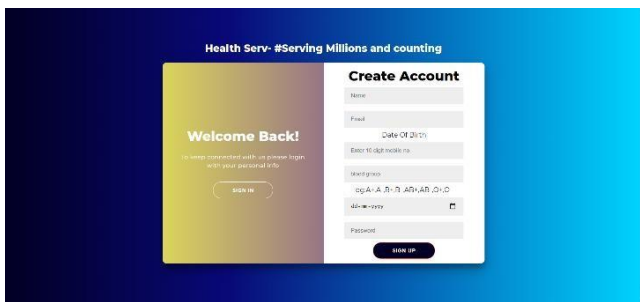 Health Serv- #Serving Millions and counting
Welcome Back!
To keep connected with us please login
with your personal info
SIGN IN
Create Account
Name
Email
Date Of Birth
Enter 10 digit mobile no
blood group
eg:A+,A-,B+,B-,AB+,AB-,O+,O-
dd-mm-yyyy
Password
SIGN UP